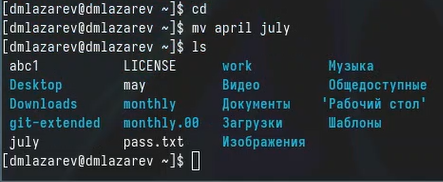 [dmlazarev@dmlazarev ~]$ cd
[dmlazarev@dmlazarev ~]$ mv april july
[dmlazarev@dmlazarev ~]$ ls
abc1 LICENSE work Музыка
Desktop may Видео Общедоступные
Downloads monthly Документы 'Рабочий стол'
git-extended monthly.00 Загрузки Шаблоны
july pass.txt Изображения
[dmlazarev@dmlazarev ~]$